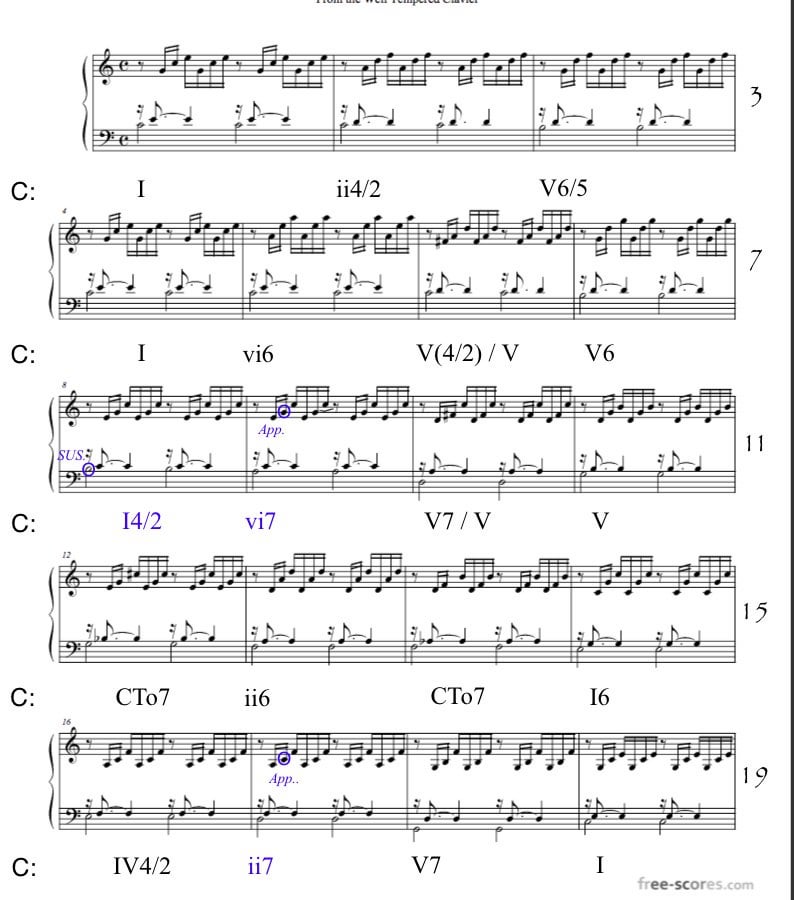 From the Well Tempered Clavier
3
C: I ii4/2 V6/5
4
7
C: I vi6 V(4/2) / V V6
8
App.
SUS.
11
C: I4/2 vi7 V7 / V V
12
15
C: CTo7 ii6 CTo7 I6
16
App..
19
C: IV4/2 ii7 V7 I
free-scores.com